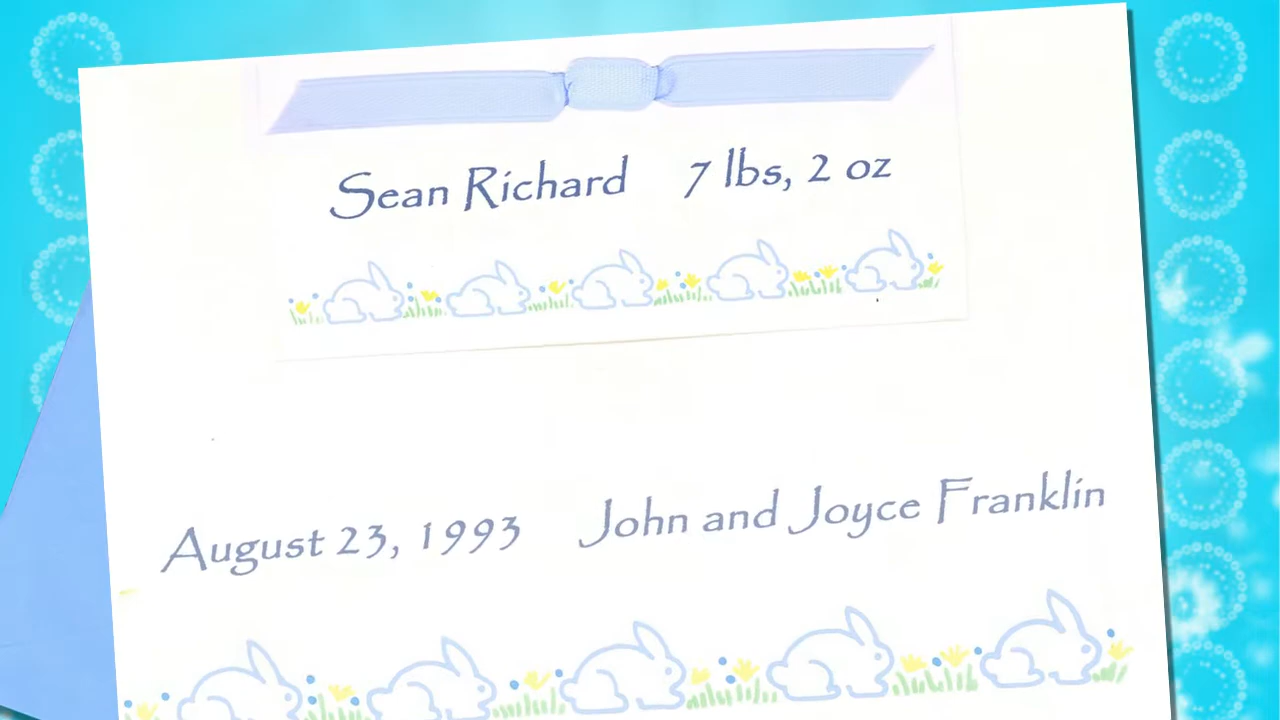 Sean Richard 7 lbs, 2 oz
August 23, 1993 John and Joyce Franklin